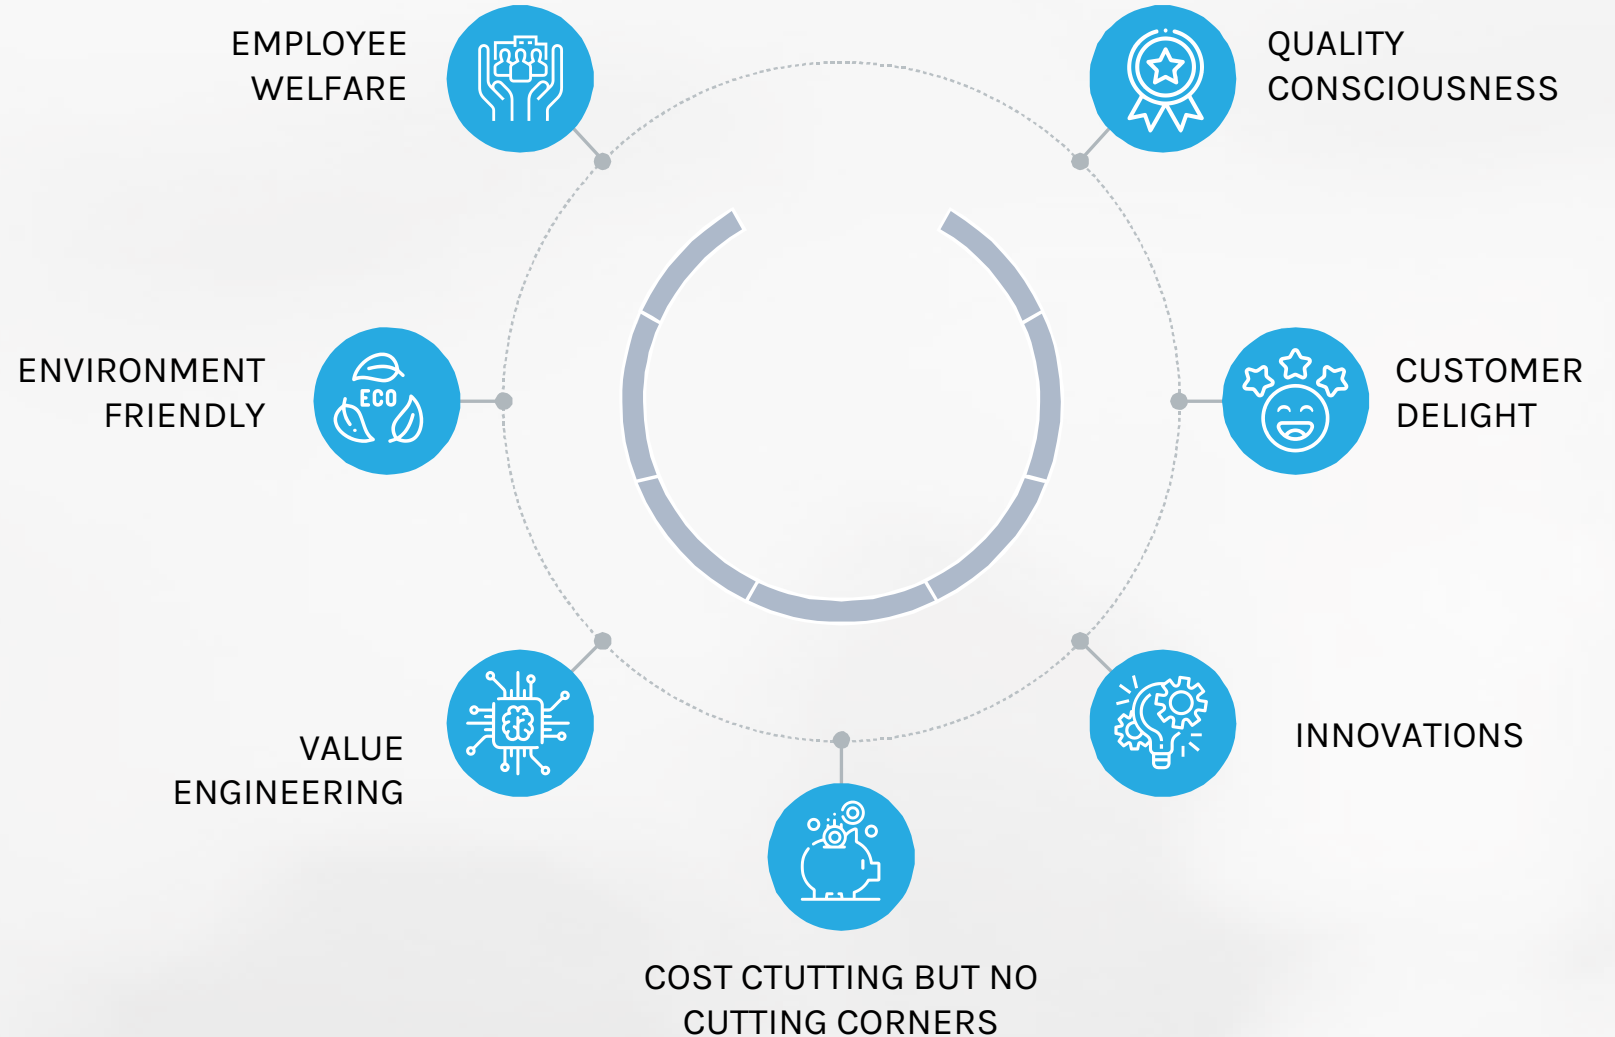 EMPLOYEE
WELFARE
QUALITY
CONSCIOUSNESS
ENVIRONMENT
FRIENDLY
ECO
CUSTOMER
DELIGHT
VALUE
ENGINEERING
INNOVATIONS
COST CTUTTING BUT NO
CUTTING CORNERS